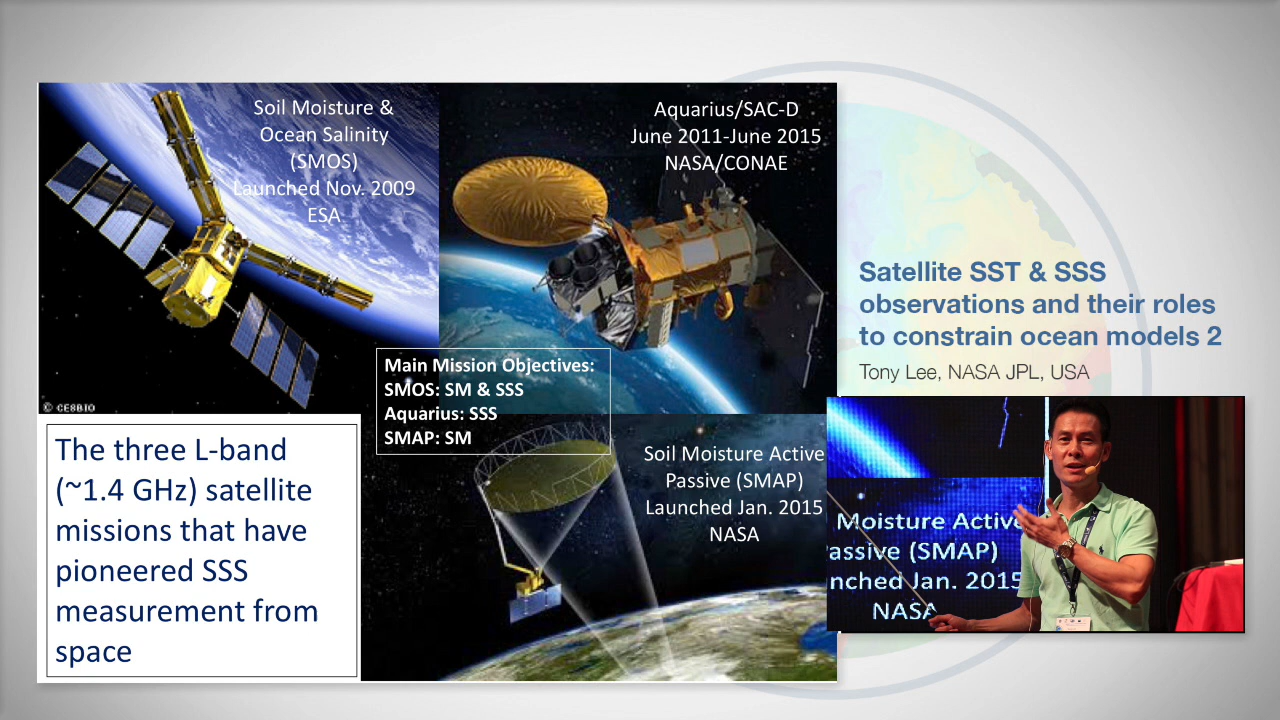 Soil Moisture &
Ocean Salinity
(SMOS)
Launched Nov. 2009
ESA
Aquarius/SAC-D
June 2011-June 2015
NASA/CONAE
© CESBIO
Main Mission Objectives:
SMOS: SM & SSS
Aquarius: SSS
SMAP: SM
The three L-band
(~1.4 GHz) satellite
missions that have
pioneered SSS
measurement from
space
Soil Moisture Active
Passive (SMAP)
Launched Jan. 2015
NASA
Satellite SST & SSS
observations and their roles
to constrain ocean models 2
Tony Lee, NASA JPL, USA
Moisture Active
assive (SMAP)
nched Jan. 2015
NASA